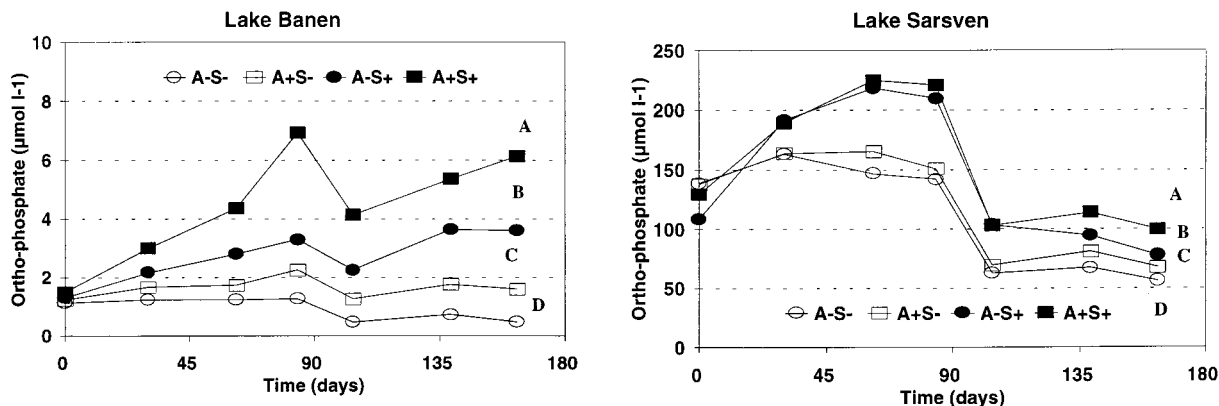 Lake Banen
Ortho-phosphate (µmol l-1)
10
8
6
4
2
0
A-S- A+S- A-S+ A+S+
A
B
C
D
0 45 90 135 180
Time (days)
Lake Sarsven
Ortho-phosphate (µmol l-1)
250
200
150
100
50
0
A
B
C
D
A-S- A+S- A-S+ A+S+
0 45 90 135 180
Time (days)